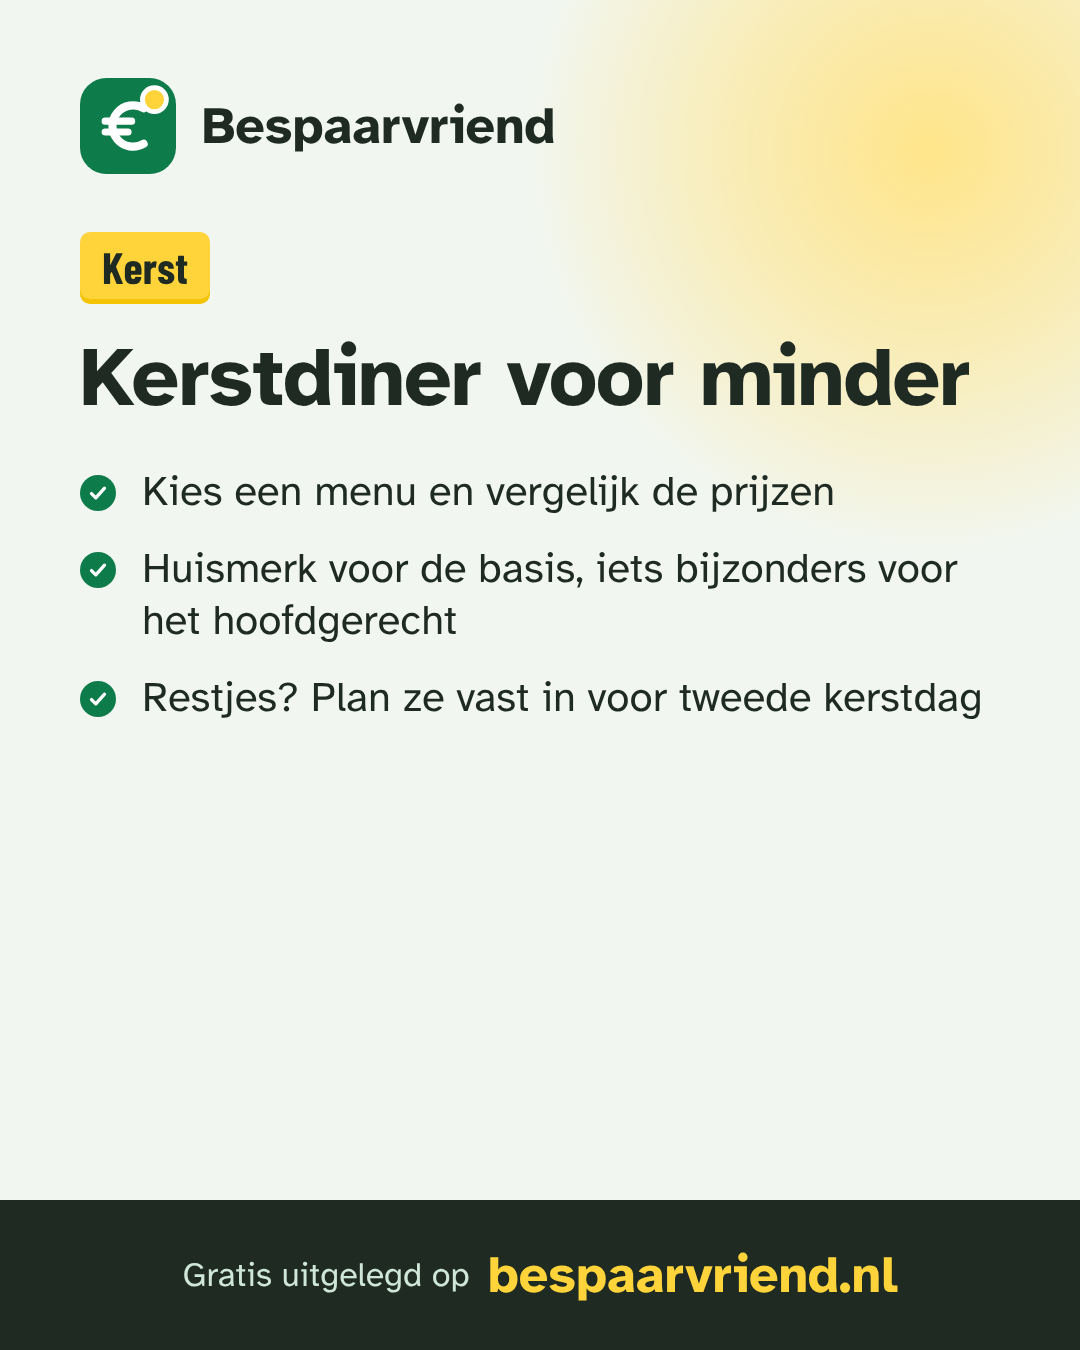 Bespaarvriend
Kerst
Kerstdiner voor minder
Kies een menu en vergelijk de prijzen
Huismerk voor de basis, iets bijzonders voor
het hoofdgerecht
Restjes? Plan ze vast in voor tweede kerstdag
Gratis uitgelegd op bespaarvriend.nl